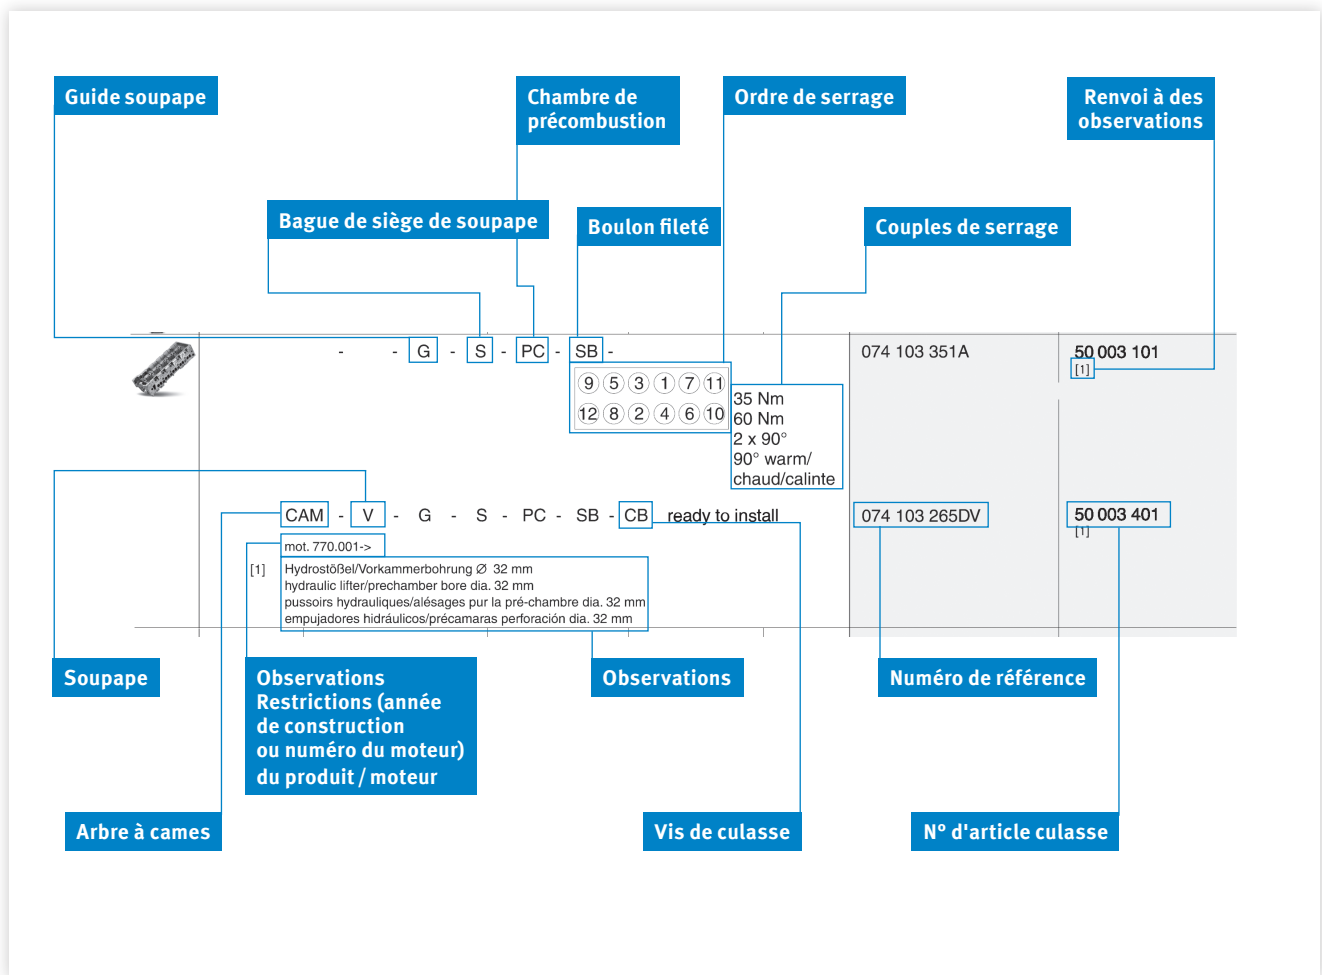 Guide soupape
Chambre de
précombustion
Ordre de serrage
Renvoi à des
observations
Bague de siège de soupape
Boulon fileté
Couples de serrage
- - G - S - PC - SB -
074 103 351A
50 003 101
[1]
9 5 3 1 7 11
12 8 2 4 6 10
35 Nm
60 Nm
2 x 90°
90° warm/
chaud/calinte
CAM - V - G - S - PC - SB - CB ready to install
074 103 265DV
50 003 401
[1]
mot. 770.001->
[1] Hydrostößel/Vorkammerbohrung Ø 32 mm
hydraulic lifter/prechamber bore dia. 32 mm
pussoirs hydrauliques/alésages pur la pré-chambre dia. 32 mm
empujadores hidráulicos/précamaras perforación dia. 32 mm
Soupape
Observations
Restrictions (année
de construction
ou numéro du moteur)
du produit / moteur
Observations
Numéro de référence
Arbre à cames
Vis de culasse
N° d'article culasse